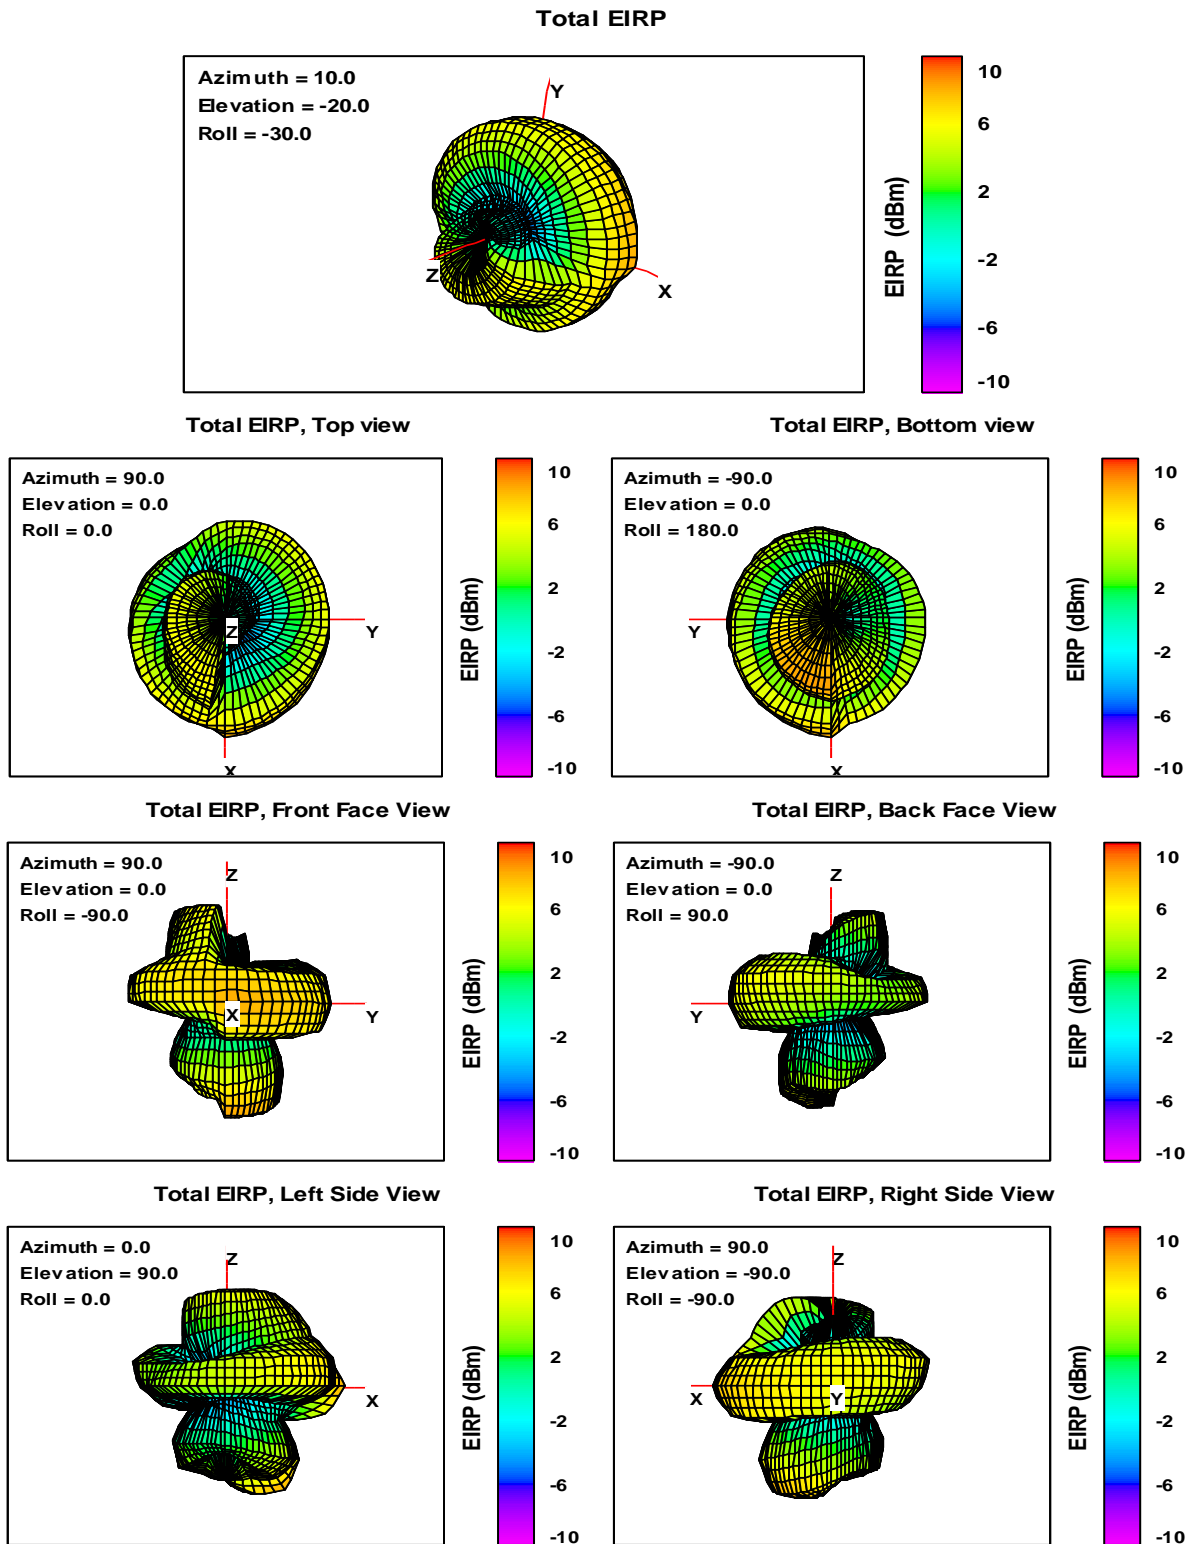 Total EIRP
Azimuth = 10.0
Elevation = -20.0
Roll = -30.0
Y
Z
X
EIRP (dBm)
10
6
2
-2
-6
-10
Total EIRP, Top view
Azimuth = 90.0
Elevation = 0.0
Roll = 0.0
Z
Y
X
EIRP (dBm)
10
6
2
-2
-6
-10
Total EIRP, Bottom view
Azimuth = -90.0
Elevation = 0.0
Roll = 180.0
Y
X
EIRP (dBm)
10
6
2
-2
-6
-10
Total EIRP, Front Face View
Azimuth = 90.0
Elevation = 0.0
Roll = -90.0
Z
X
Y
EIRP (dBm)
10
6
2
-2
-6
-10
Total EIRP, Back Face View
Azimuth = -90.0
Elevation = 0.0
Roll = 90.0
Z
Y
EIRP (dBm)
10
6
2
-2
-6
-10
Total EIRP, Left Side View
Azimuth = 0.0
Elevation = 90.0
Roll = 0.0
Z
X
EIRP (dBm)
10
6
2
-2
-6
-10
Total EIRP, Right Side View
Azimuth = 90.0
Elevation = -90.0
Roll = -90.0
Z
X
Y
EIRP (dBm)
10
6
2
-2
-6
-10